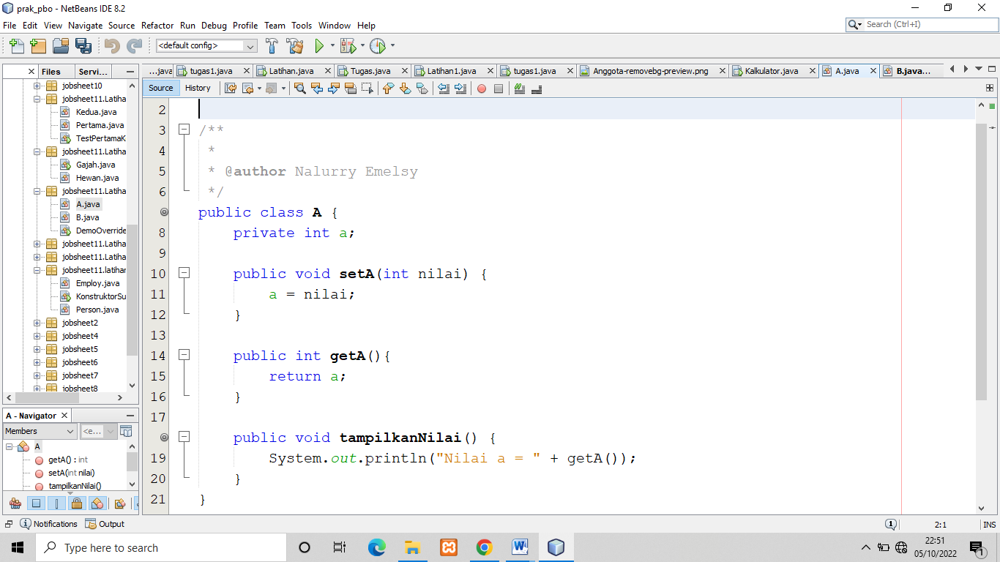 prak_pbo - NetBeans IDE 8.2
File Edit View Navigate Source Refactor Run Debug Profile Team Tools Window Help
Search (Ctrl+I)
<default config>
Files Servi...
...java tugas1.java Latihan.java Tugas.java Latihan1.java tugas1.java Anggota-removebg-preview.png Kalkulator.java A.java B.java...
Source History
jobsheet10
jobsheet11.Latiha
Kedua.java
Pertama.java
TestPertamaK
jobsheet11.Latiha
Gajah.java
Hewan.java
jobsheet11.Latiha
A.java
B.java
DemoOverride
jobsheet11.Latiha
jobsheet11.Latiha
jobsheet11.latihar
Employ.java
KonstruktorSu
Person.java
jobsheet2
jobsheet4
jobsheet5
jobsheet6
jobsheet7
jobsheet8
A - Navigator
Members
<e...
A
getA() : int
setA(int nilai)
tampilkanNilai()
2
3 /**
4 *
5 * @author Nalurry Emelsy
6 */
public class A {
8 private int a;
9
10 public void setA(int nilai) {
11 a = nilai;
12 }
13
14 public int getA(){
15 return a;
16 }
17
public void tampilkanNilai() {
19 System.out.println("Nilai a = " + getA());
20 }
21 }
Notifications Output
1
2:1 INS
Type here to search
22:51
05/10/2022
1